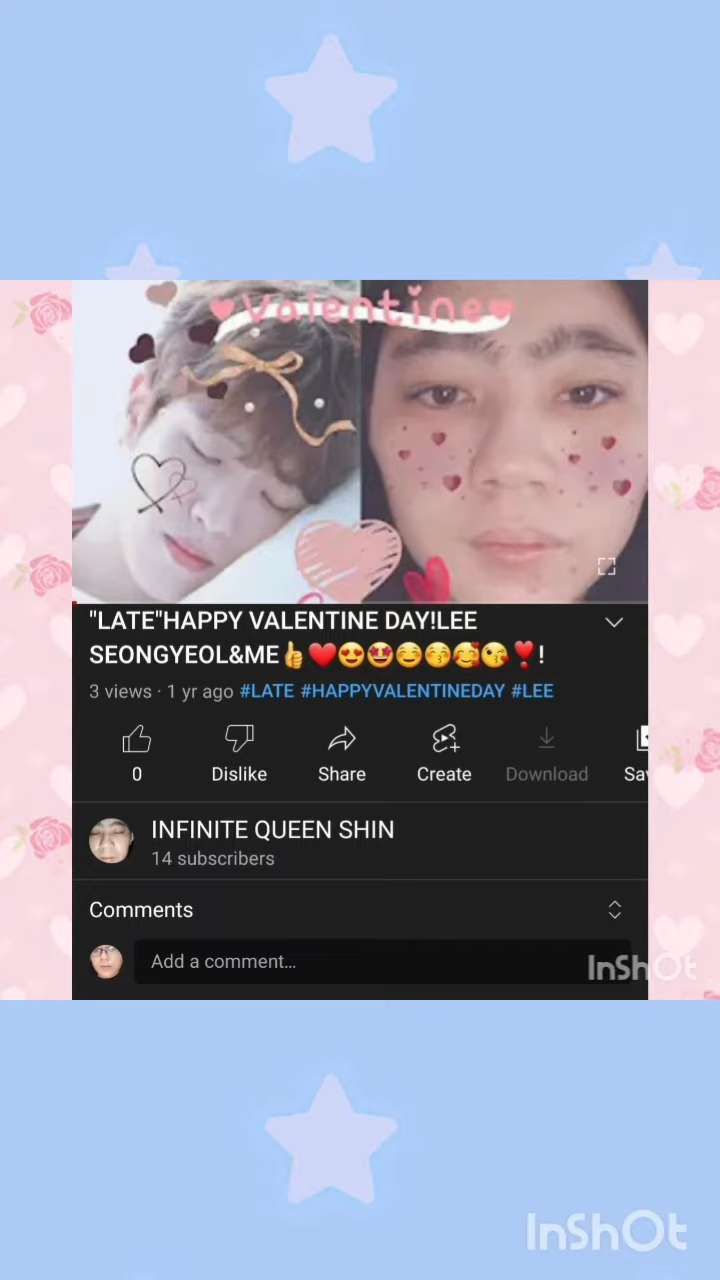 Valentine
"LATE"HAPPY VALENTINE DAY!LEE
SEONGYEOL&ME👍❤️😍🤩☺️😚🥰😘❣️!
3 views · 1 yr ago #LATE #HAPPYVALENTINEDAY #LEE
0 Dislike Share Create Download Sav
INFINITE QUEEN SHIN
14 subscribers
Comments
Add a comment...
InShOt
InShOt